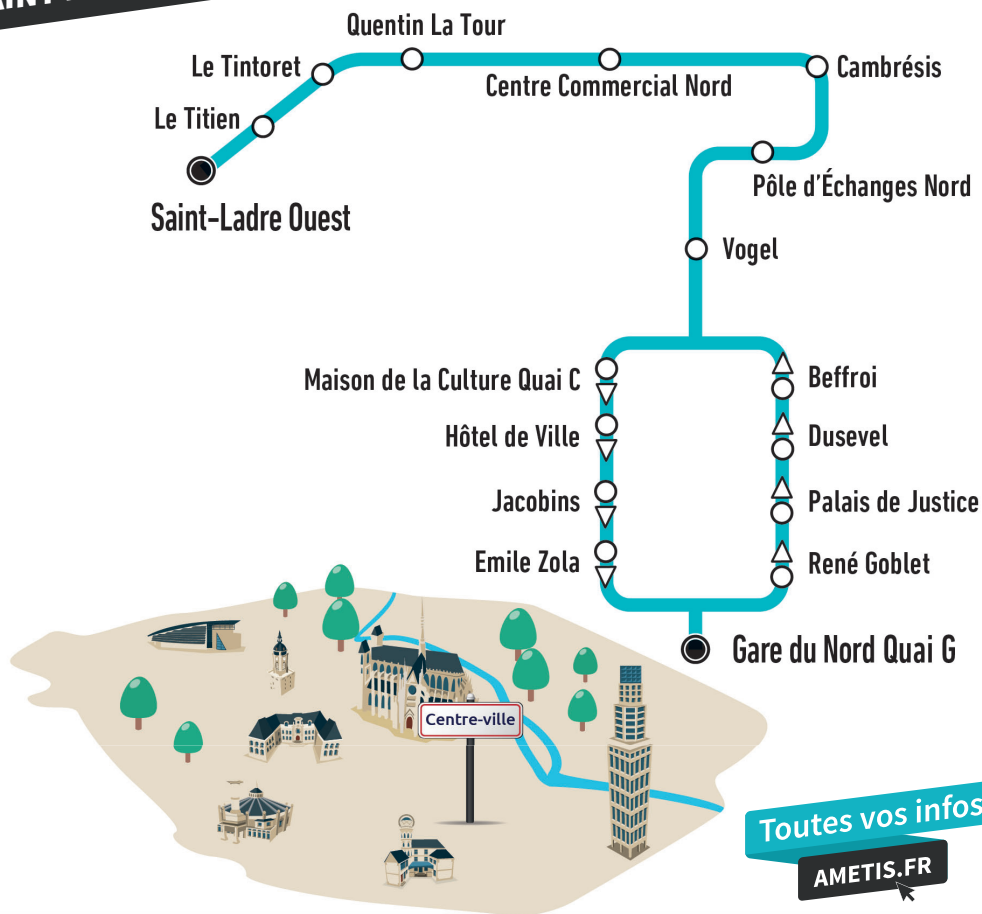 Quentin La Tour
Le Tintoret
Centre Commercial Nord
Cambrésis
Le Titien
Pôle d'Échanges Nord
Saint-Ladre Ouest
Vogel
Maison de la Culture Quai C
Beffroi
Hôtel de Ville
Dusevel
Jacobins
Palais de Justice
Emile Zola
René Goblet
Gare du Nord Quai G
Centre-ville
Toutes vos infos
AMETIS.FR